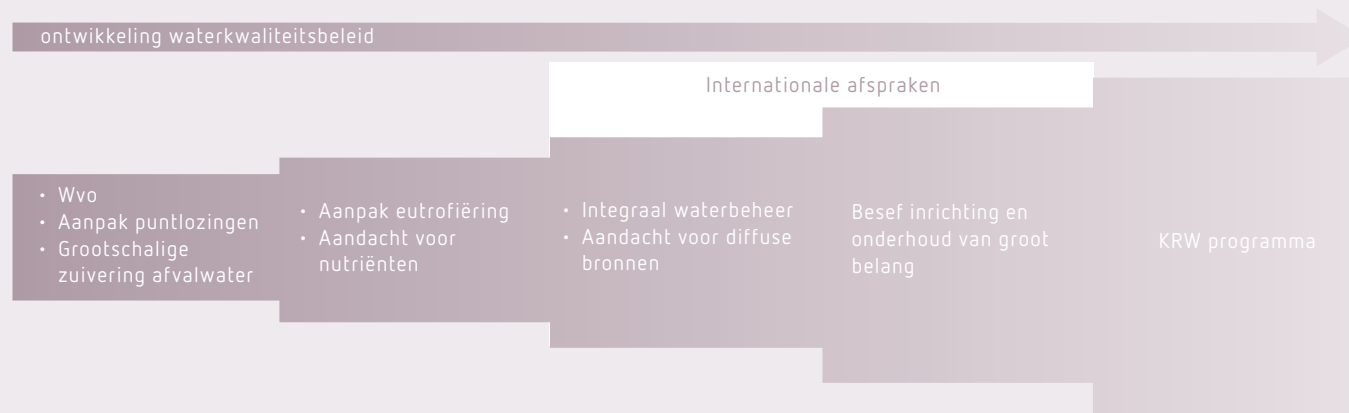 ontwikkeling waterkwaliteitsbeleid
Internationale afspraken
• Wvo
• Aanpak puntlozingen
• Grootschalige
zuivering afvalwater
• Aanpak eutrofiëring
• Aandacht voor
nutriënten
• Integraal waterbeheer
• Aandacht voor diffuse
bronnen
Besef inrichting en
onderhoud van groot
belang
KRW programma